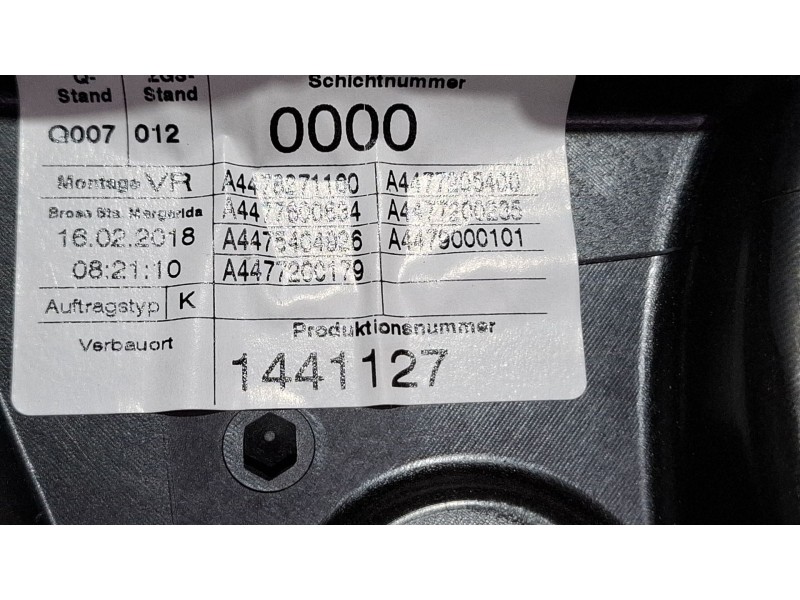 Q- ZGS- Schichtnummer
Stand Stand
Q007 012 0000
Montage VR A4476271160 A4477205400
Brose Sta. Margarida A4477600634 A4477200235
16.02.2018 A4475404926 A4479000101
08:21:10 A4477200179
Auftragstyp K
Verbauort Produktionsnummer
1441127